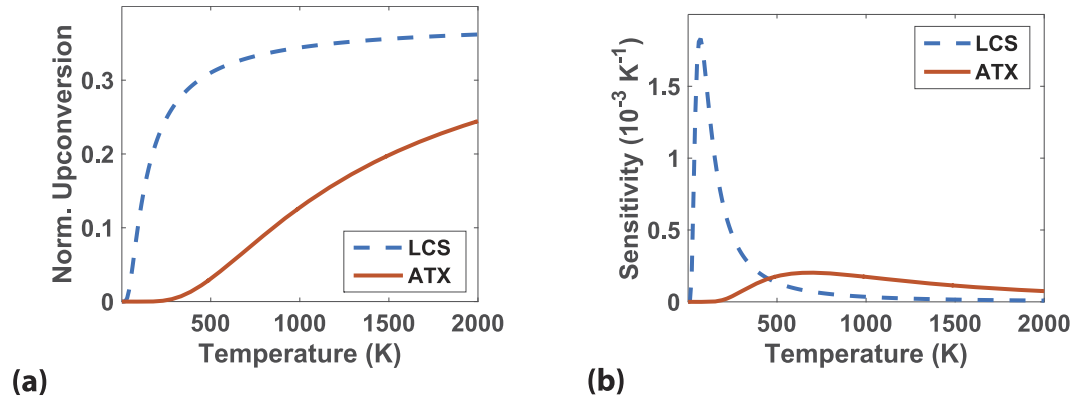 Norm. Upconversion
0.3
0.2
0.1
0
500
1000
1500
2000
Temperature (K)
LCS
ATX
(a)
Sensitivity (10⁻³ K⁻¹)
1.5
1
0.5
0
500
1000
1500
2000
Temperature (K)
LCS
ATX
(b)